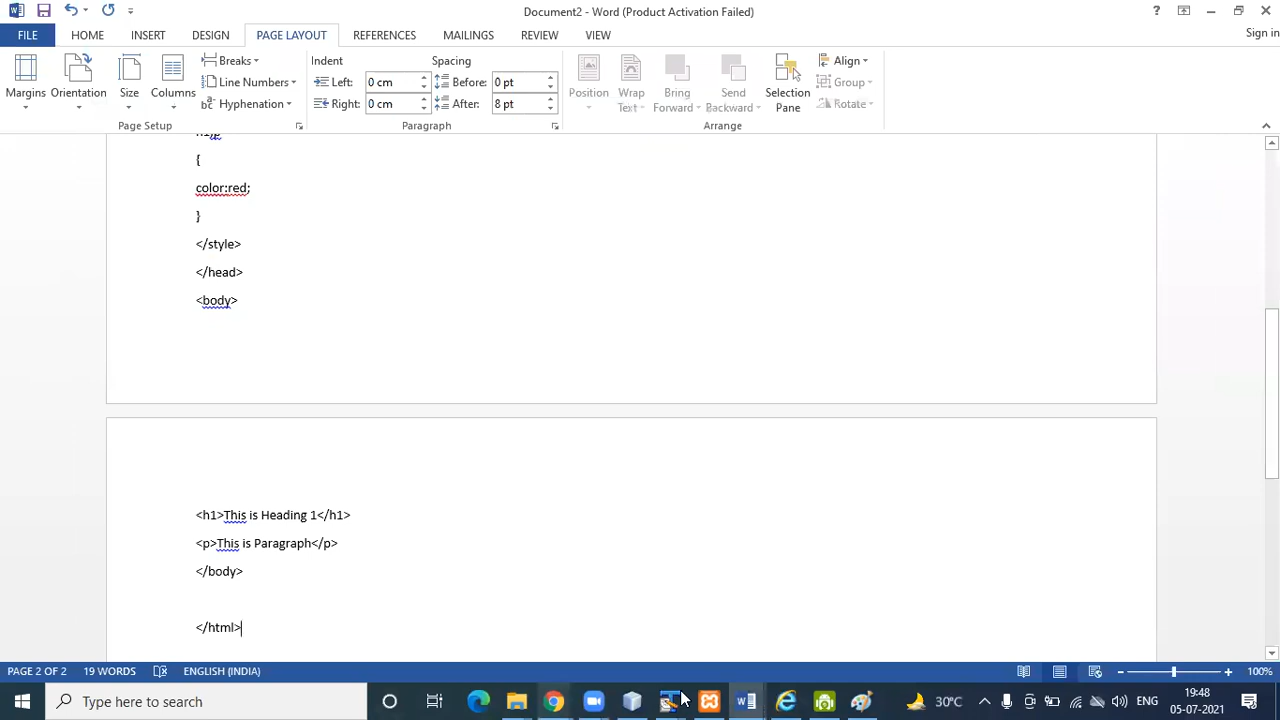 Document2 - Word (Product Activation Failed)
Sign in
FILE HOME INSERT DESIGN PAGE LAYOUT REFERENCES MAILINGS REVIEW VIEW
Margins
Orientation
Size
Columns
Breaks
Line Numbers
Hyphenation
Page Setup
Indent
Left: 0 cm
Right: 0 cm
Spacing
Before: 0 pt
After: 8 pt
Paragraph
Position
Wrap
Text
Bring
Forward
Send
Backward
Selection
Pane
Align
Group
Rotate
Arrange
{
color:red;
}
</style>
</head>
<body>
<h1>This is Heading 1</h1>
<p>This is Paragraph</p>
</body>
</html>
PAGE 2 OF 2 19 WORDS ENGLISH (INDIA) 100%
Type here to search
30°C
ENG
19:48
05-07-2021